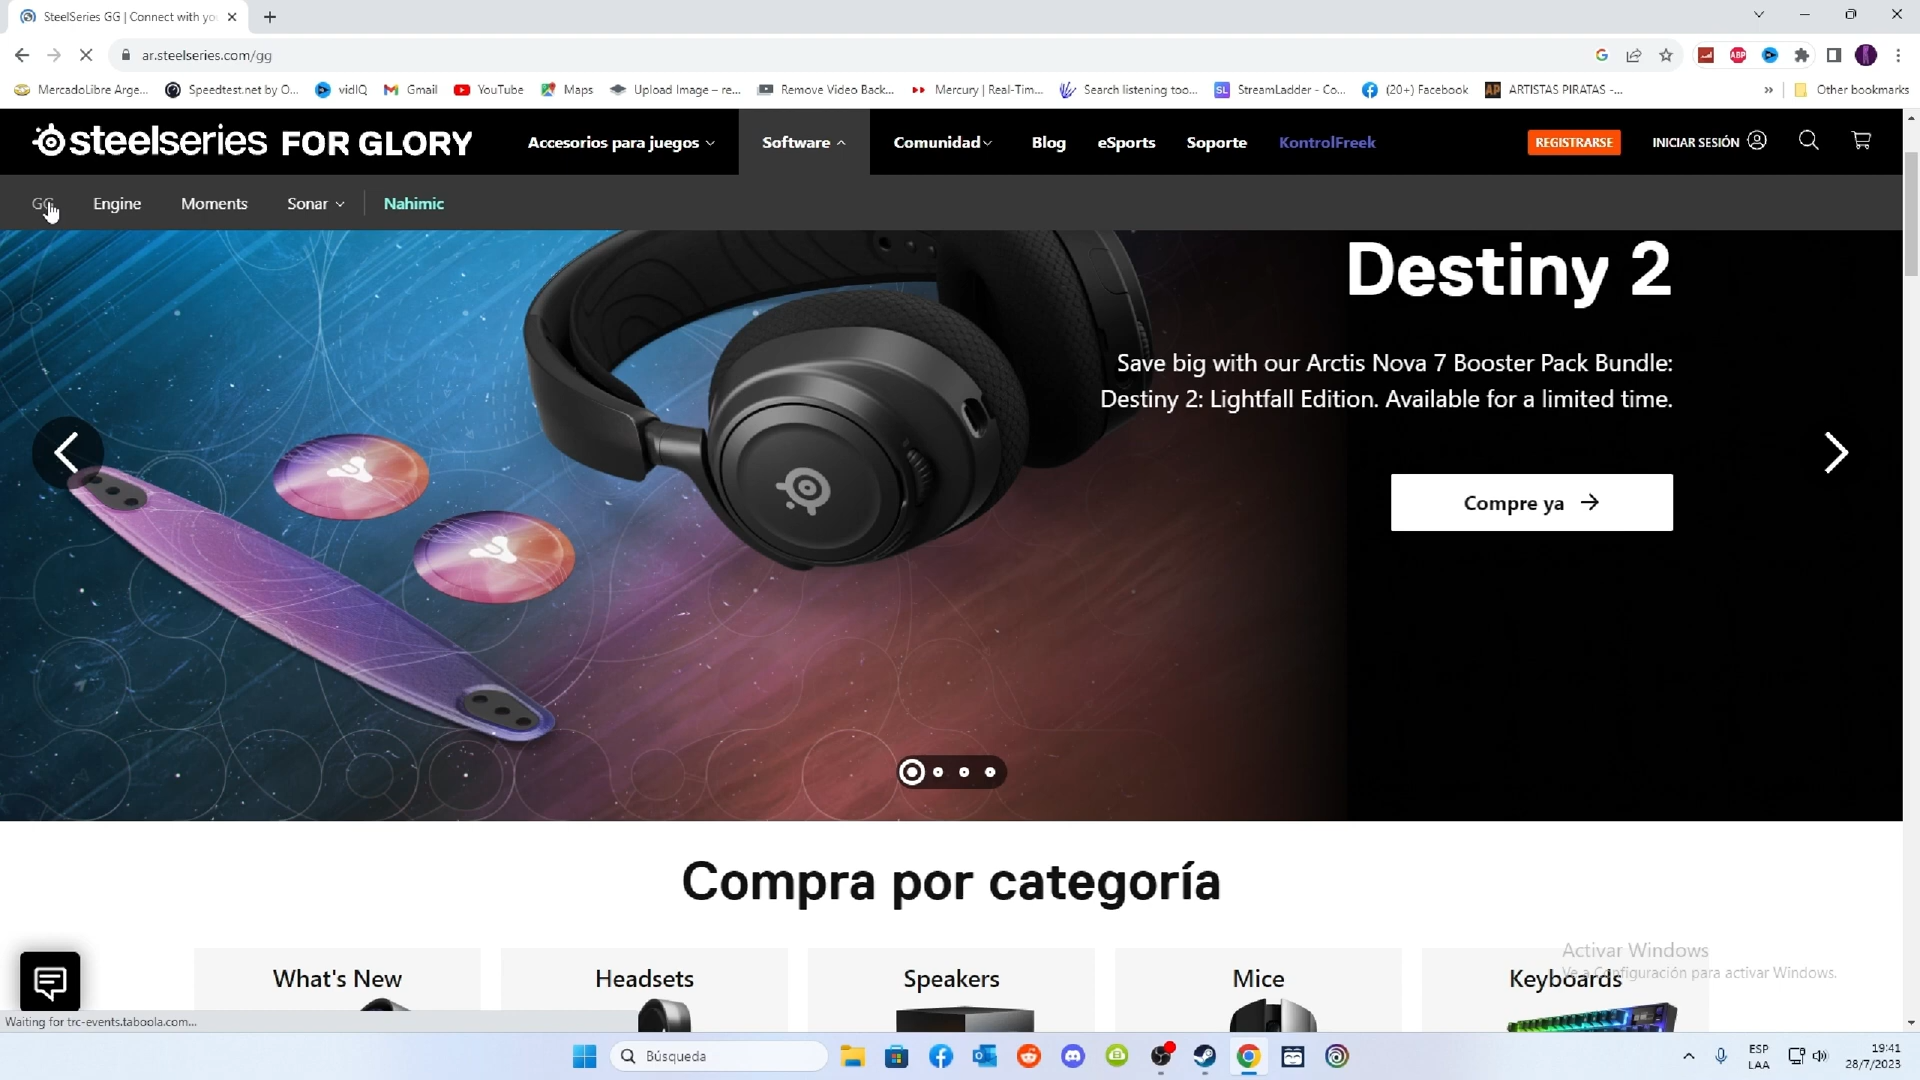 SteelSeries GG | Connect with yo
ar.steelseries.com/gg
MercadoLibre Arge... Speedtest.net by O... vidIQ Gmail YouTube Maps Upload Image – re... Remove Video Back... Mercury | Real-Tim... Search listening too... StreamLadder - Co... (20+) Facebook ARTISTAS PIRATAS -... » Other bookmarks
steelseries FOR GLORY Accesorios para juegos Software Comunidad Blog eSports Soporte KontrolFreek REGISTRARSE INICIAR SESIÓN
GG Engine Moments Sonar Nahimic
Destiny 2
Save big with our Arctis Nova 7 Booster Pack Bundle:
Destiny 2: Lightfall Edition. Available for a limited time.
Compre ya
Compra por categoría
What's New Headsets Speakers Mice Keyboards
Activar Windows
Ve a Configuración para activar Windows.
Waiting for trc-events.taboola.com...
Búsqueda
ESP
LAA
19:41
28/7/2023